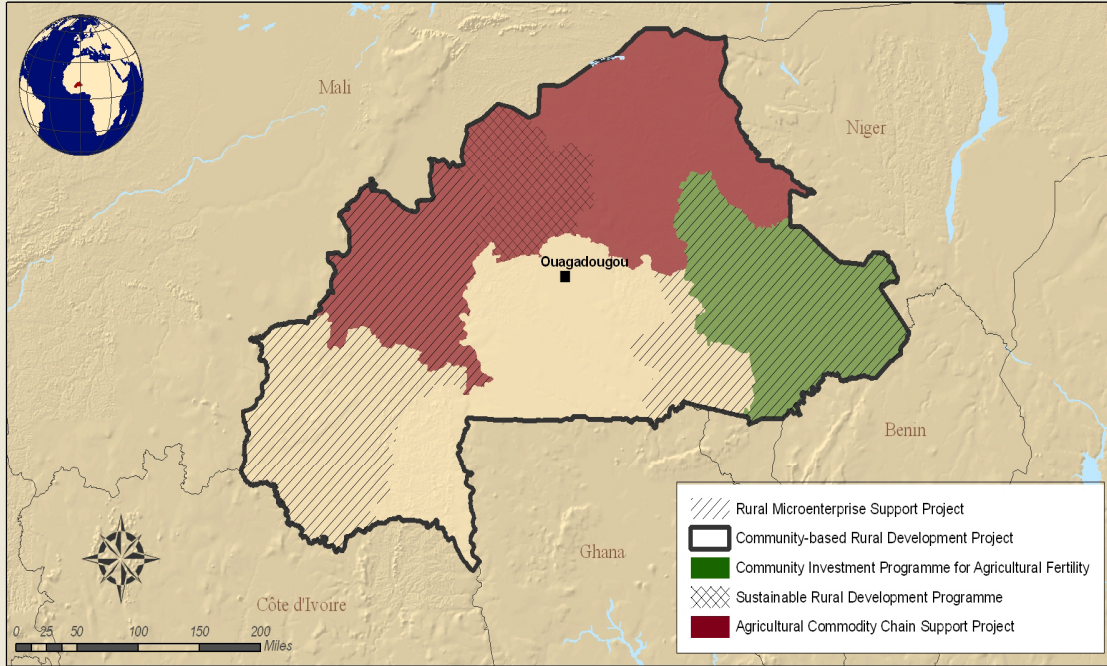 Mali
Niger
Ouagadougou
Benin
Ghana
Côte d'Ivoire
Rural Microenterprise Support Project
Community-based Rural Development Project
Community Investment Programme for Agricultural Fertility
Sustainable Rural Development Programme
Agricultural Commodity Chain Support Project
0 25 50 100 150 200
Miles